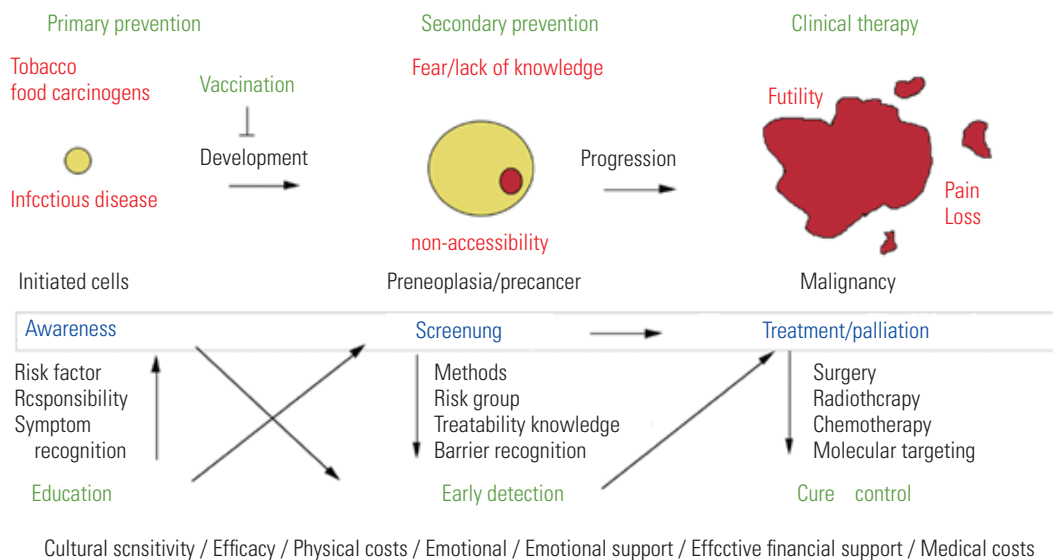 Primary prevention
Secondary prevention
Clinical therapy
Tobacco
food carcinogens
Vaccination
Fear/lack of knowledge
Futility
Development
Progression
Infcctious disease
Pain
Loss
non-accessibility
Initiated cells
Preneoplasia/precancer
Malignancy
Awareness
Screenung
Treatment/palliation
Risk factor
Rcsponsibility
Symptom
recognition
Methods
Risk group
Treatability knowledge
Barrier recognition
Surgery
Radiothcrapy
Chemotherapy
Molecular targeting
Education
Early detection
Cure control
Cultural scnsitivity / Efficacy / Physical costs / Emotional / Emotional support / Effcctive financial support / Medical costs